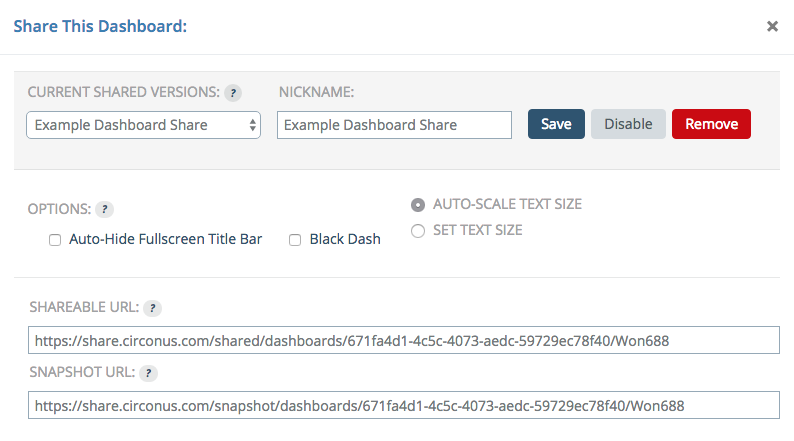 Share This Dashboard:
×
CURRENT SHARED VERSIONS: ? NICKNAME:
Example Dashboard Share Example Dashboard Share Save Disable Remove
OPTIONS: ? AUTO-SCALE TEXT SIZE
Auto-Hide Fullscreen Title Bar Black Dash SET TEXT SIZE
SHAREABLE URL: ?
https://share.circonus.com/shared/dashboards/671fa4d1-4c5c-4073-aedc-59729ec78f40/Won688
SNAPSHOT URL: ?
https://share.circonus.com/snapshot/dashboards/671fa4d1-4c5c-4073-aedc-59729ec78f40/Won688